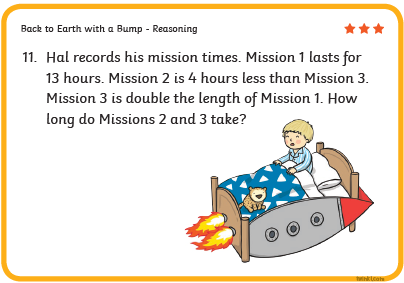 Back to Earth with a Bump - Reasoning
11. Hal records his mission times. Mission 1 lasts for
13 hours. Mission 2 is 4 hours less than Mission 3.
Mission 3 is double the length of Mission 1. How
long do Missions 2 and 3 take?
twinkl.com